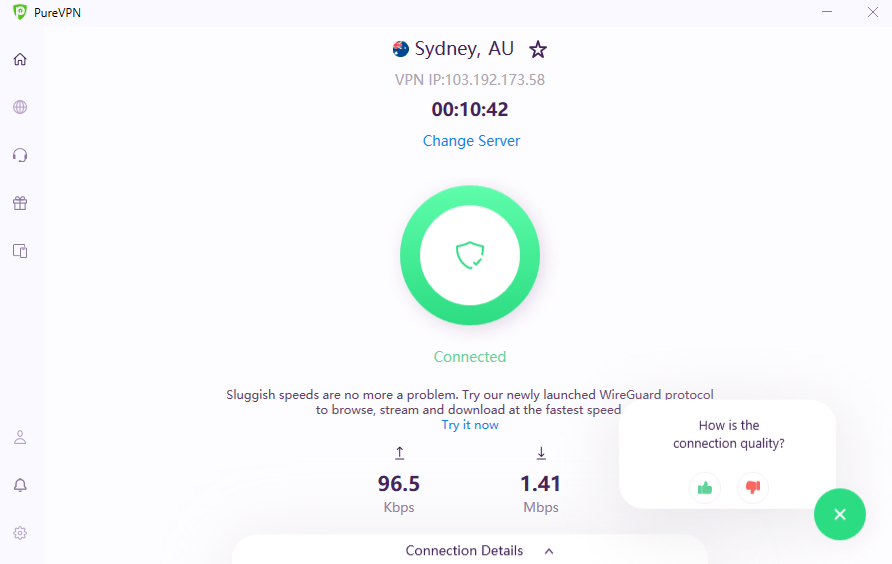 PureVPN
Sydney, AU
VPN IP:103.192.173.58
00:10:42
Change Server
Connected
Sluggish speeds are no more a problem. Try our newly launched WireGuard protocol
to browse, stream and download at the fastest speed
Try it now
How is the
connection quality?
96.5
1.41
Kbps
Mbps
Connection Details